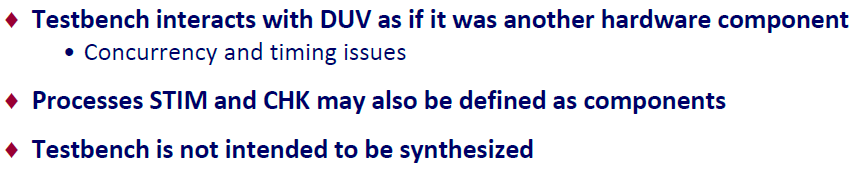 ♦ Testbench interacts with DUV as if it was another hardware component
• Concurrency and timing issues
♦ Processes STIM and CHK may also be defined as components
♦ Testbench is not intended to be synthesized